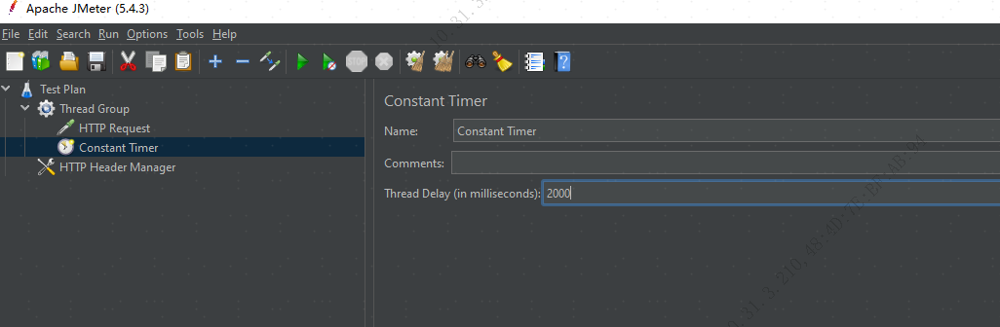 Apache JMeter (5.4.3)
File Edit Search Run Options Tools Help
STOP
Test Plan
Thread Group
HTTP Request
Constant Timer
HTTP Header Manager
Constant Timer
Name: Constant Timer
Comments:
Thread Delay (in milliseconds): 2000